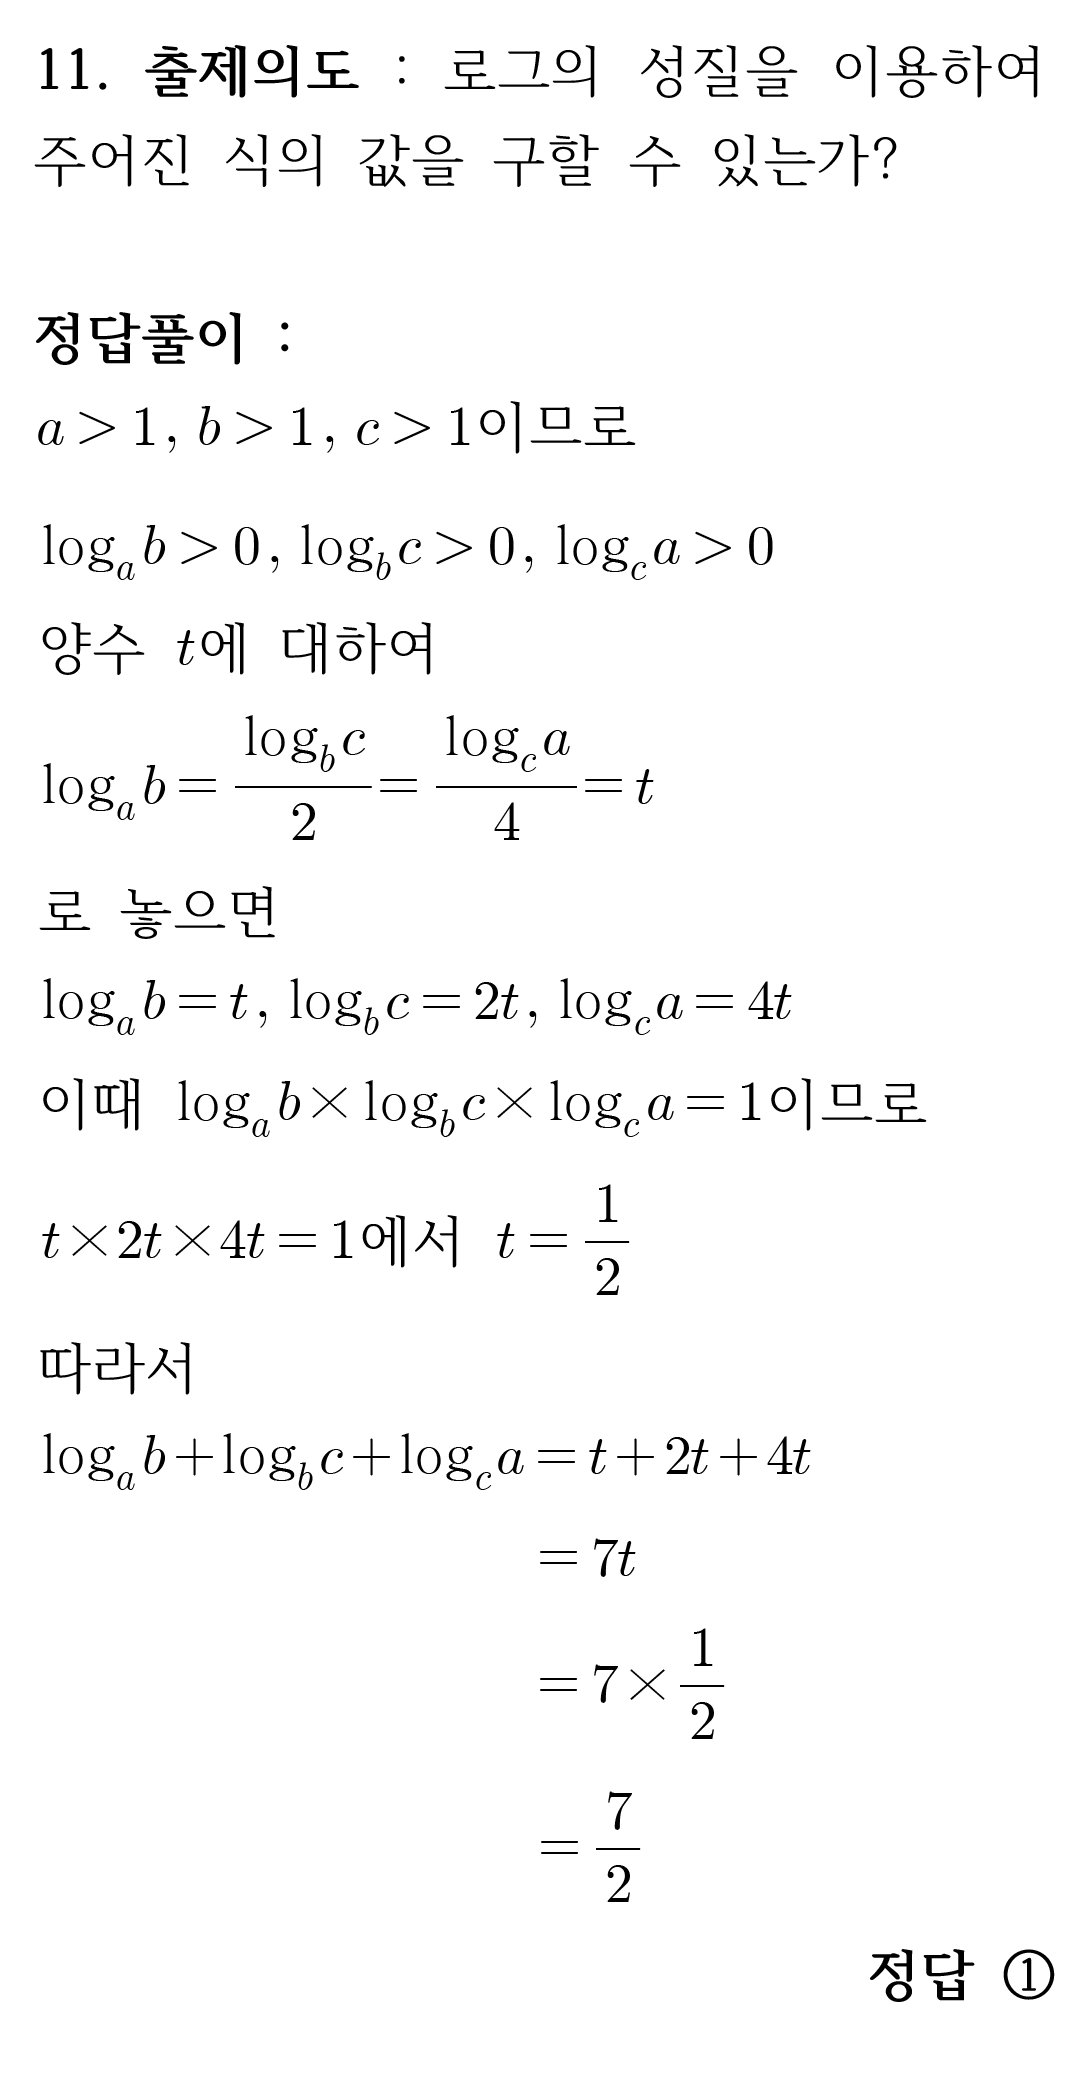 11. 출제의도 : 로그의 성질을 이용하여
주어진 식의 값을 구할 수 있는가?
정답풀이 :
a > 1, b > 1, c > 1이므로
log_a b > 0, log_b c > 0, log_c a > 0
양수 t에 대하여
log_a b = (log_b c)/2 = (log_c a)/4 = t
로 놓으면
log_a b = t, log_b c = 2t, log_c a = 4t
이때 log_a b × log_b c × log_c a = 1이므로
t × 2t × 4t = 1에서 t = 1/2
따라서
log_a b + log_b c + log_c a = t + 2t + 4t
= 7t
= 7 × 1/2
= 7/2
정답 ①